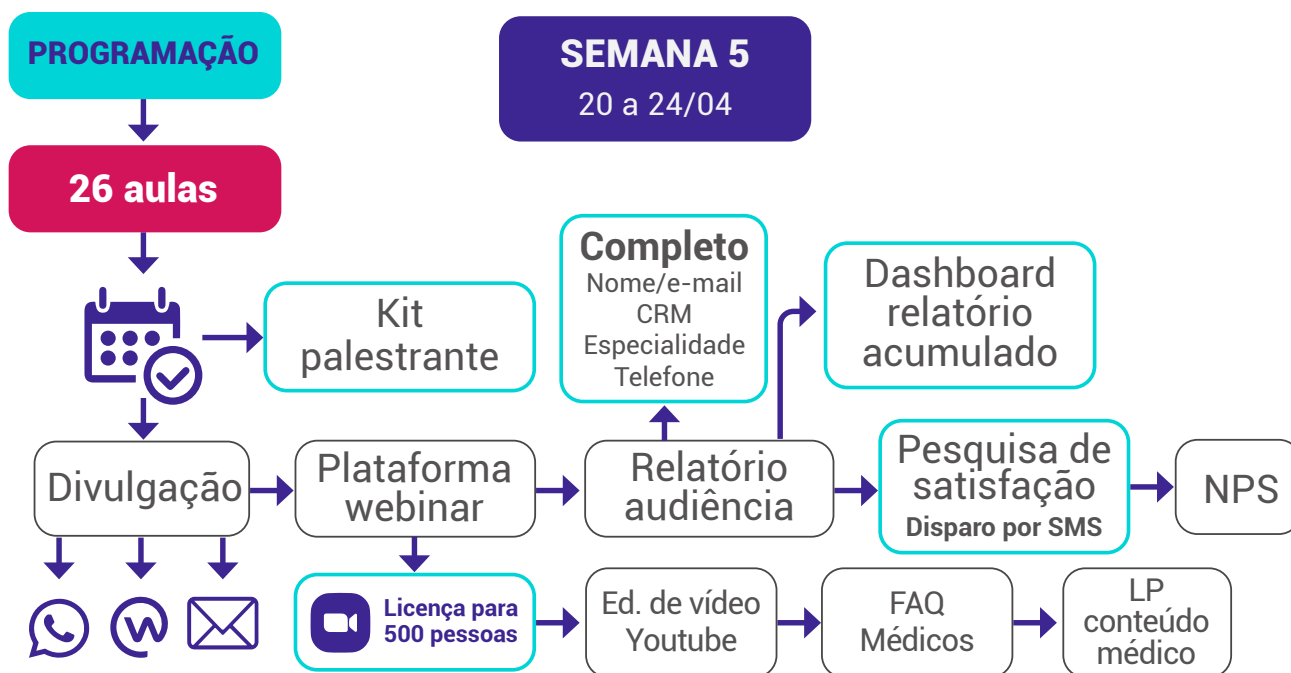 PROGRAMAÇÃO
SEMANA 5
20 a 24/04
26 aulas
Completo
Nome/e-mail
CRM
Especialidade
Telefone
Dashboard
relatório
acumulado
Kit
palestrante
Divulgação
Plataforma
webinar
Relatório
audiência
Pesquisa de
satisfação
Disparo por SMS
NPS
Licença para
500 pessoas
Ed. de vídeo
Youtube
FAQ
Médicos
LP
conteúdo
médico